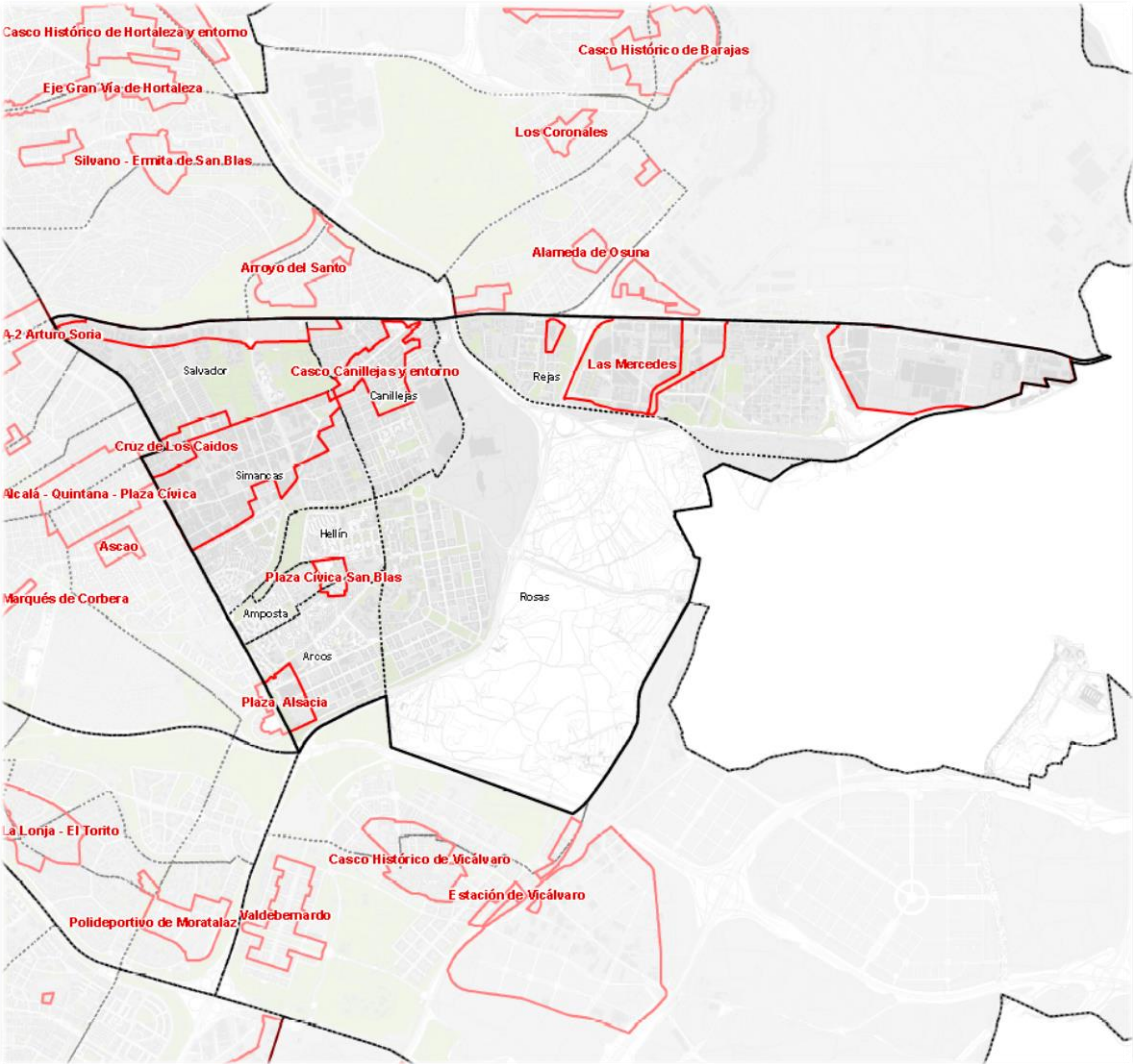 Casco Histórico de Hortaleza y entorno
Casco Histórico de Barajas
Eje Gran Vía de Hortaleza
Los Coronales
Silvano - Ermita de San Blas
Alameda de Osuna
Arroyo del Santo
A-2 Arturo Soria
Las Mercedes
Salvador
Casco Canillejas y entorno
Rejas
Canillejas
Cruz de Los Caidos
Simancas
Alcalá - Quintana - Plaza Cívica
Hellín
Ascao
Plaza Cívica San Blas
Marqués de Corbera
Rosas
Amposta
Arcos
Plaza Alsacia
La Lonja - El Torito
Casco Histórico de Vicálvaro
Estación de Vicálvaro
Valdebernardo
Polideportivo de Moratalaz